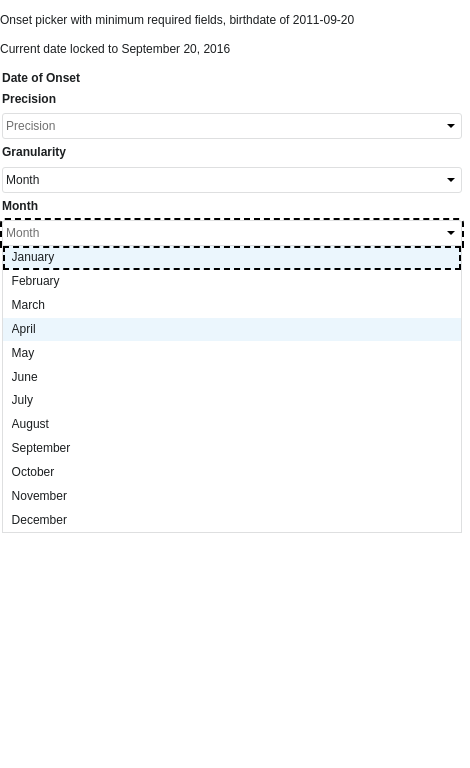 Onset picker with minimum required fields, birthdate of 2011-09-20
Current date locked to September 20, 2016
Date of Onset
Precision
Precision
Granularity
Month
Month
Month
January
February
March
April
May
June
July
August
September
October
November
December